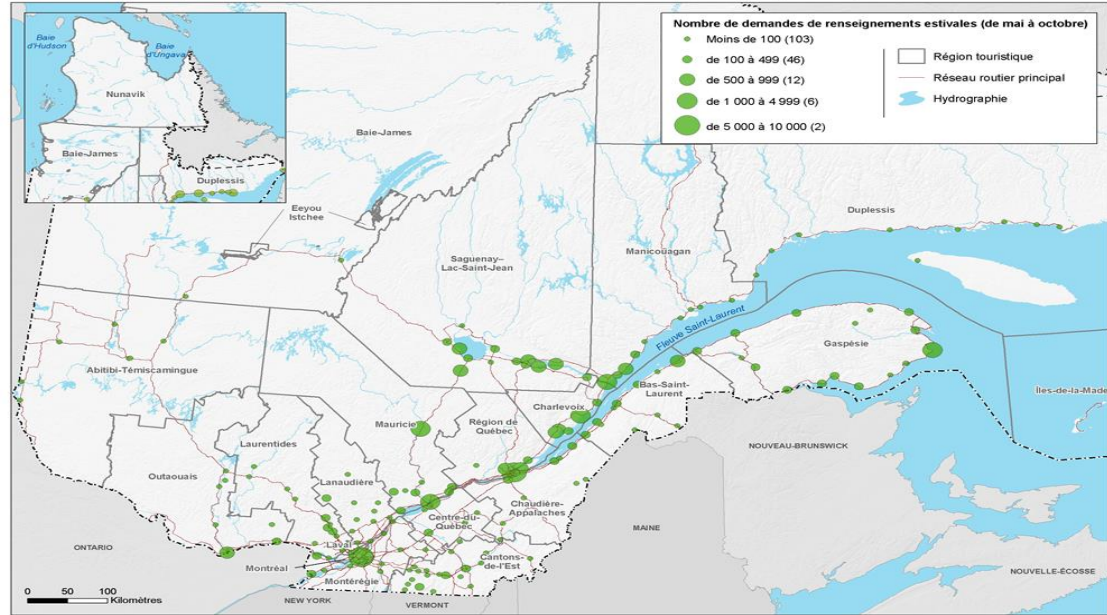 Baie
d'Hudson
Baie
d'Ungava
Nunavik
Baie-James
Duplessis
Nombre de demandes de renseignements estivales (de mai à octobre)
Moins de 100 (103)
de 100 à 499 (46)
de 500 à 999 (12)
de 1 000 à 4 999 (6)
de 5 000 à 10 000 (2)
Région touristique
Réseau routier principal
Hydrographie
Baie-James
Eeyou
Istchee
Duplessis
Manicouagan
Saguenay–
Lac-Saint-Jean
Fleuve Saint-Laurent
Gaspésie
Abitibi-Témiscamingue
Bas-Saint-
Laurent
Îles-de-la-Made
Charlevoix
Mauricie
Région de
Québec
Laurentides
Outaouais
Lanaudière
NOUVEAU-BRUNSWICK
Chaudière-
Appalaches
Centre-du-
Québec
MAINE
ONTARIO
Laval
Cantons-
de-l'Est
Montréal
Montérégie
NOUVELLE-ÉCOSSE
0 50 100
Kilomètres
NEW YORK
VERMONT